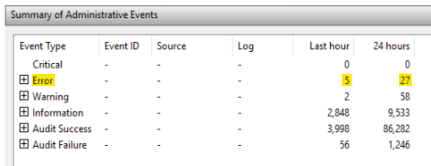 Summary of Administrative Events
Event Type Event ID Source Log Last hour 24 hours
Critical - - - 0 0
Error - - - 5 27
Warning - - - 2 58
Information - - - 2,848 9,533
Audit Success - - - 3,998 86,282
Audit Failure - - - 56 1,246